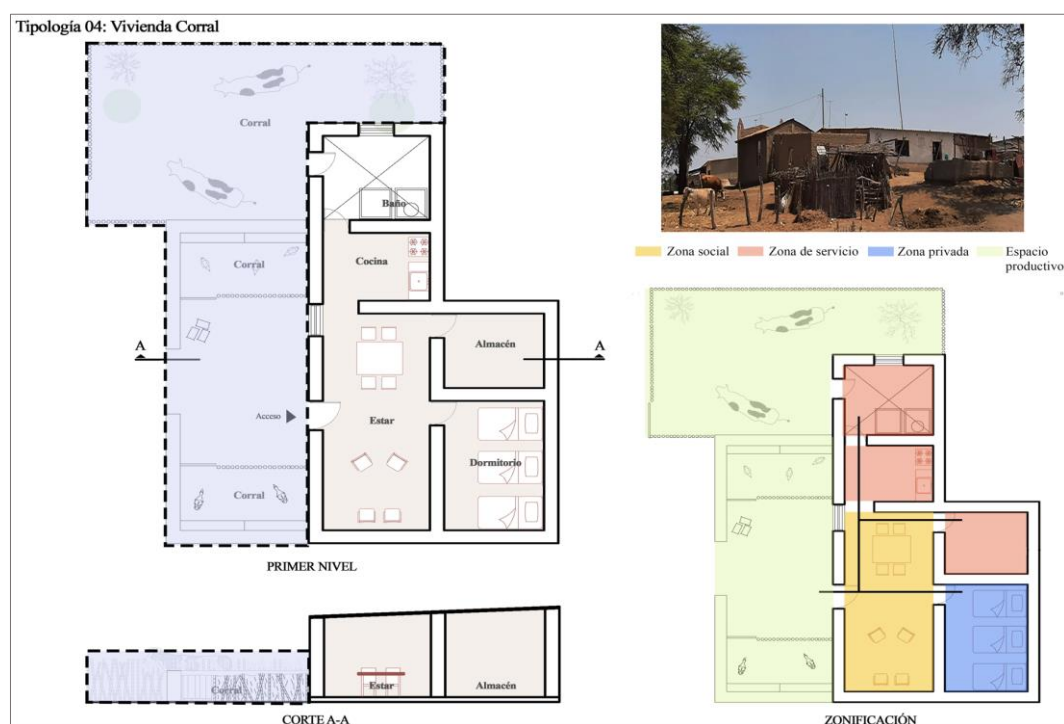 Tipología 04: Vivienda Corral
Corral
Baño
Corral
Cocina
A
Almacén
A
Acceso
Estar
Dormitorio
Corral
PRIMER NIVEL
Corral
Estar
Almacén
CORTE A-A
Zona social
Zona de servicio
Zona privada
Espacio
productivo
ZONIFICACIÓN